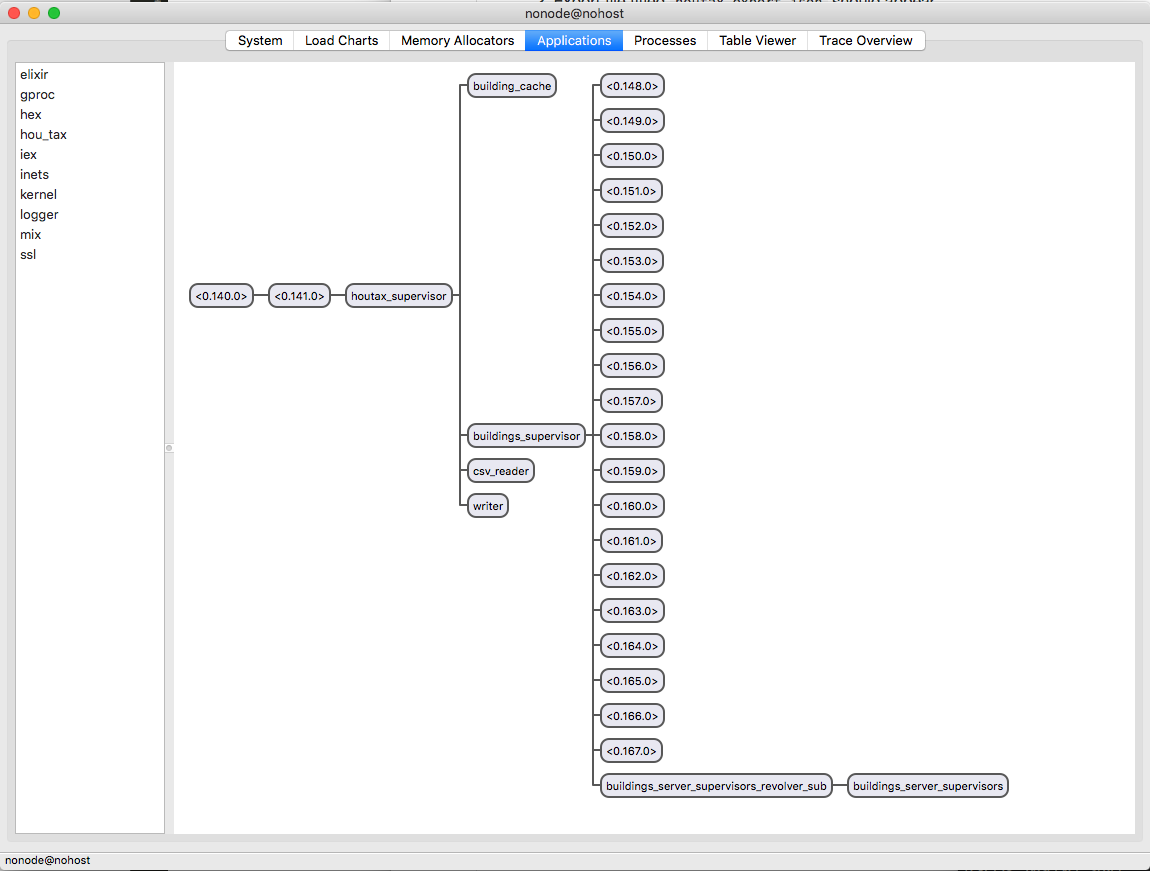 nonode@nohost
System Load Charts Memory Allocators Applications Processes Table Viewer Trace Overview
elixir
gproc
hex
hou_tax
iex
inets
kernel
logger
mix
ssl
<0.140.0> <0.141.0> houtax_supervisor
building_cache
buildings_supervisor
csv_reader
writer
<0.148.0>
<0.149.0>
<0.150.0>
<0.151.0>
<0.152.0>
<0.153.0>
<0.154.0>
<0.155.0>
<0.156.0>
<0.157.0>
<0.158.0>
<0.159.0>
<0.160.0>
<0.161.0>
<0.162.0>
<0.163.0>
<0.164.0>
<0.165.0>
<0.166.0>
<0.167.0>
buildings_server_supervisors_revolver_sub buildings_server_supervisors
nonode@nohost